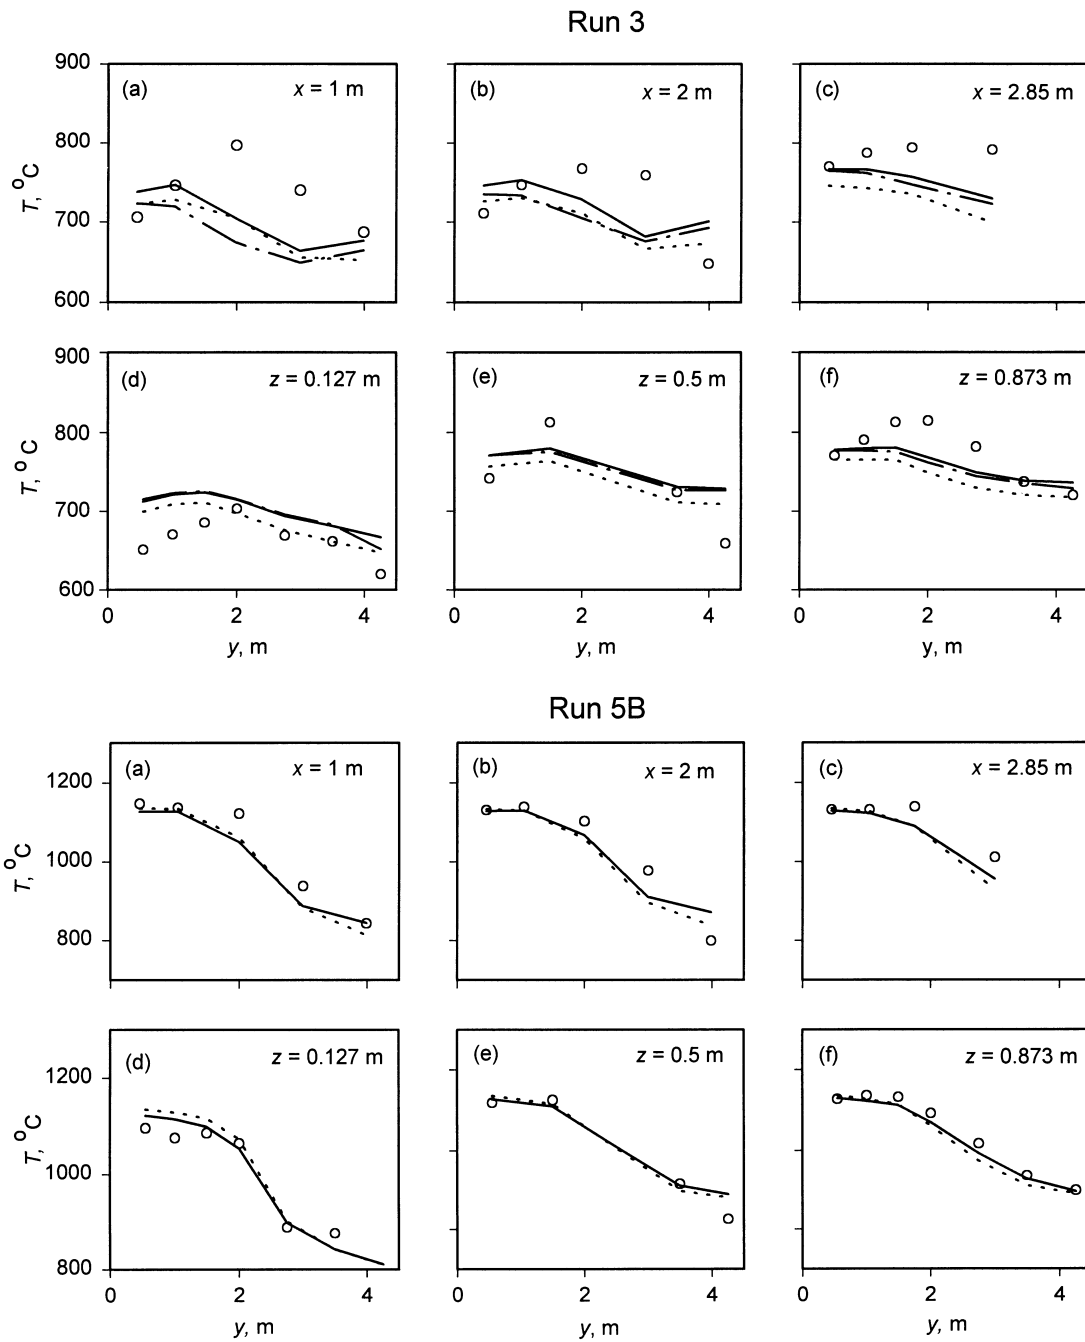 Run 3
900
(a) x = 1 m
(b) x = 2 m
(c) x = 2.85 m
800
T, °C
700
600
900
(d) z = 0.127 m
(e) z = 0.5 m
(f) z = 0.873 m
800
T, °C
700
600
0 2 4
0 2 4
0 2 4
y, m
y, m
y, m
Run 5B
(a) x = 1 m
(b) x = 2 m
(c) x = 2.85 m
1200
T, °C
1000
800
(d) z = 0.127 m
(e) z = 0.5 m
(f) z = 0.873 m
1200
T, °C
1000
800
0 2 4
0 2 4
0 2 4
y, m
y, m
y, m